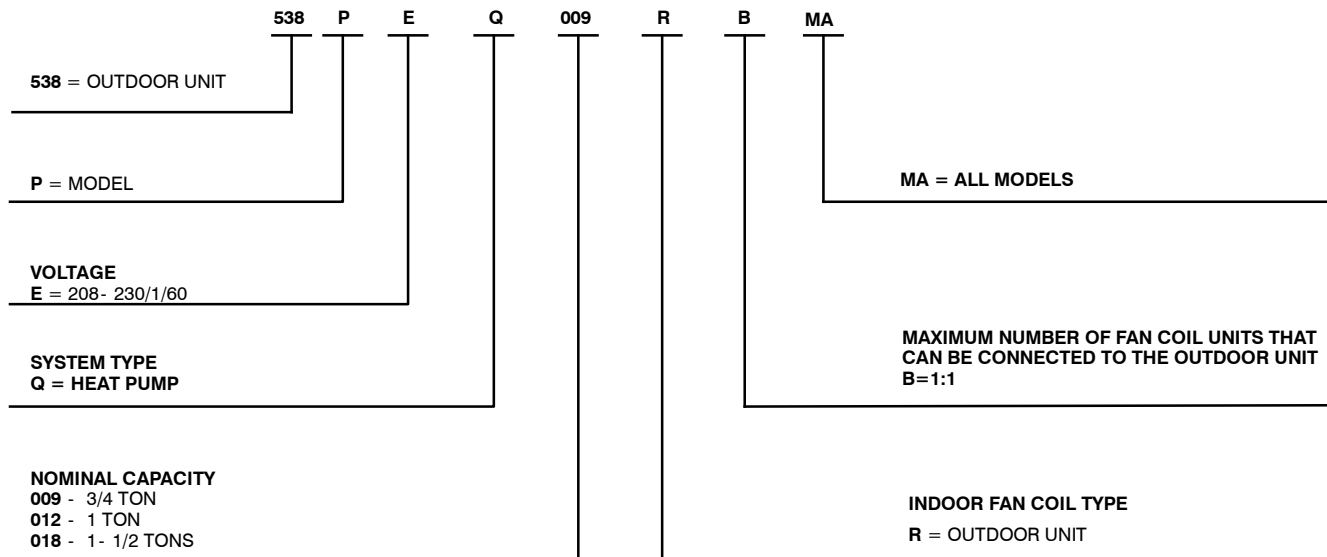 538 P E Q 009 R B MA
538 = OUTDOOR UNIT
P = MODEL
MA = ALL MODELS
VOLTAGE
E = 208- 230/1/60
SYSTEM TYPE
Q = HEAT PUMP
MAXIMUM NUMBER OF FAN COIL UNITS THAT
CAN BE CONNECTED TO THE OUTDOOR UNIT
B=1:1
NOMINAL CAPACITY
009 - 3/4 TON
012 - 1 TON
018 - 1- 1/2 TONS
INDOOR FAN COIL TYPE
R = OUTDOOR UNIT